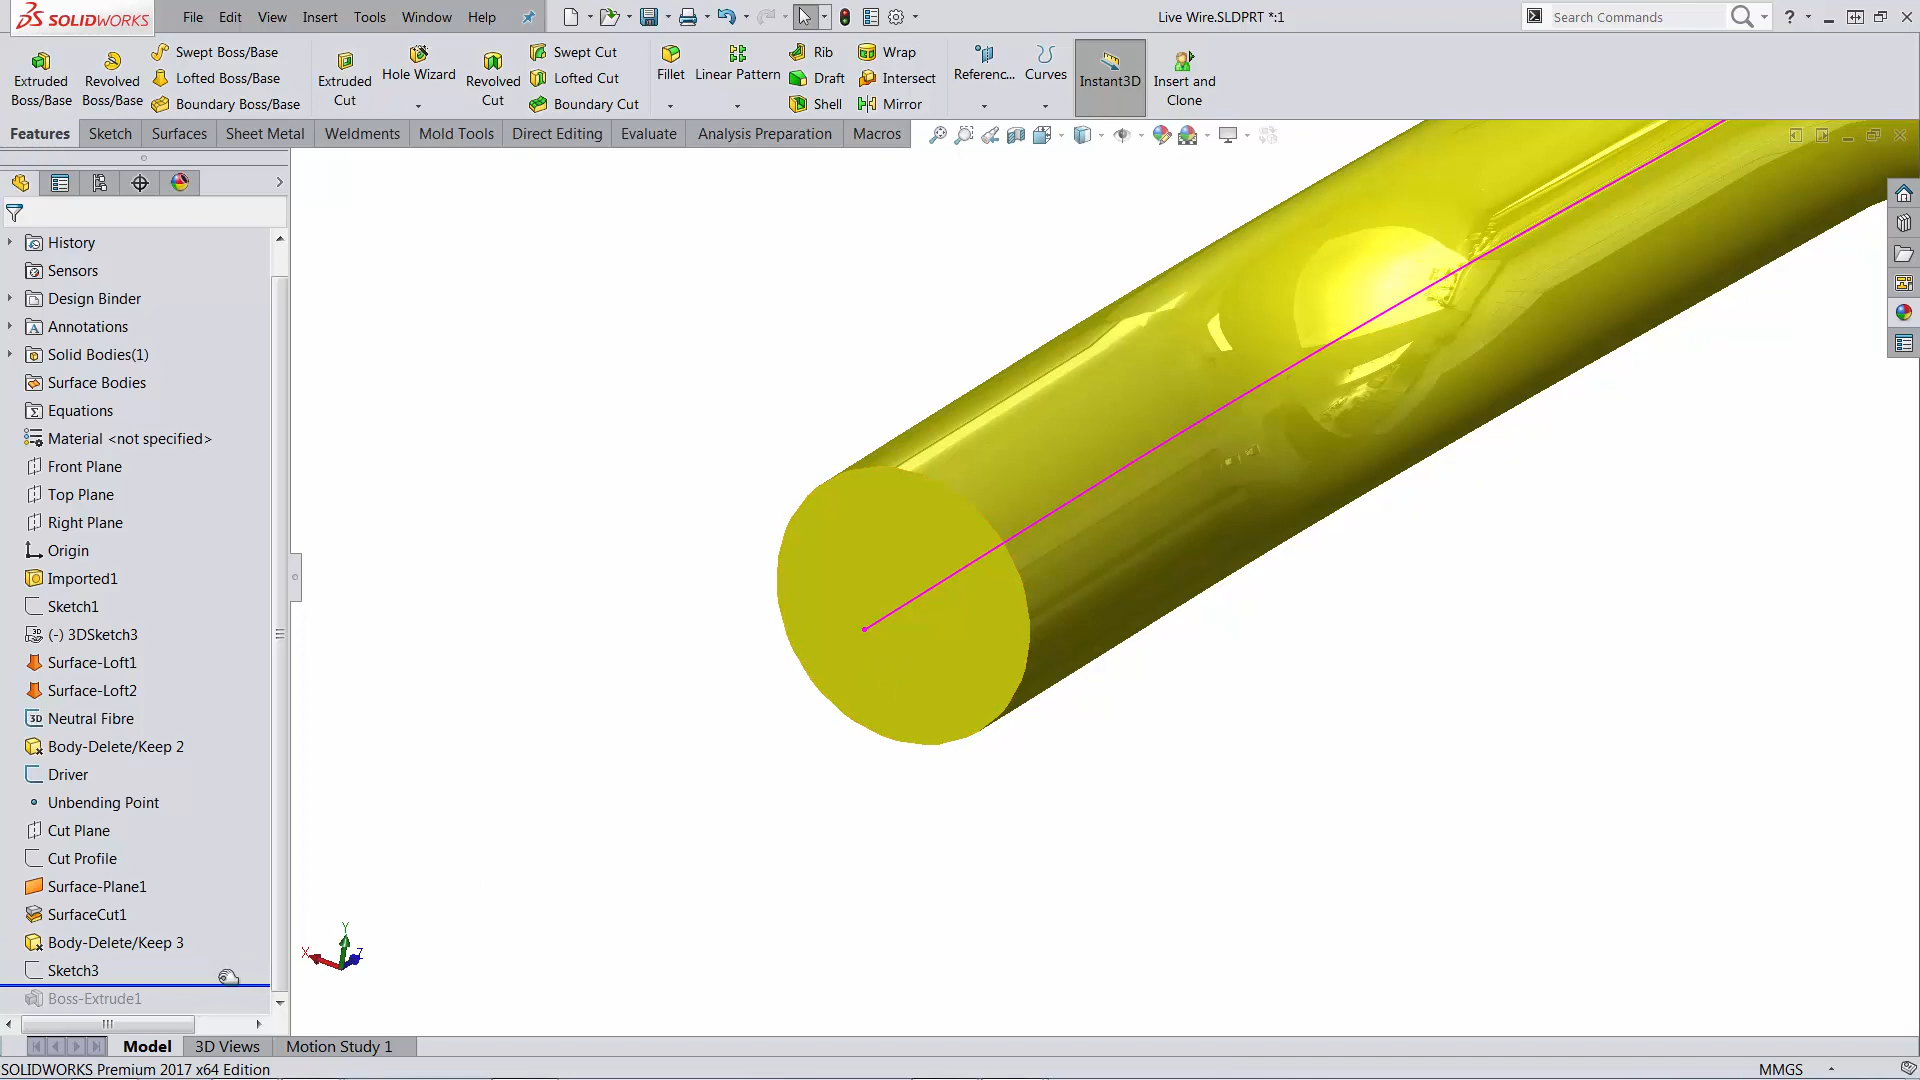 SOLIDWORKS File Edit View Insert Tools Window Help Live Wire.SLDPRT *:1 Search Commands ?
Extruded Boss/Base
Revolved Boss/Base
Swept Boss/Base
Lofted Boss/Base
Boundary Boss/Base
Extruded Cut
Hole Wizard
Revolved Cut
Swept Cut
Lofted Cut
Boundary Cut
Fillet
Linear Pattern
Rib
Draft
Shell
Wrap
Intersect
Mirror
Referenc...
Curves
Instant3D
Insert and Clone
Features Sketch Surfaces Sheet Metal Weldments Mold Tools Direct Editing Evaluate Analysis Preparation Macros
History
Sensors
Design Binder
Annotations
Solid Bodies(1)
Surface Bodies
Equations
Material <not specified>
Front Plane
Top Plane
Right Plane
Origin
Imported1
Sketch1
(-) 3DSketch3
Surface-Loft1
Surface-Loft2
Neutral Fibre
Body-Delete/Keep 2
Driver
Unbending Point
Cut Plane
Cut Profile
Surface-Plane1
SurfaceCut1
Body-Delete/Keep 3
Sketch3
Boss-Extrude1
Y
X
Z
Model 3D Views Motion Study 1
SOLIDWORKS Premium 2017 x64 Edition MMGS